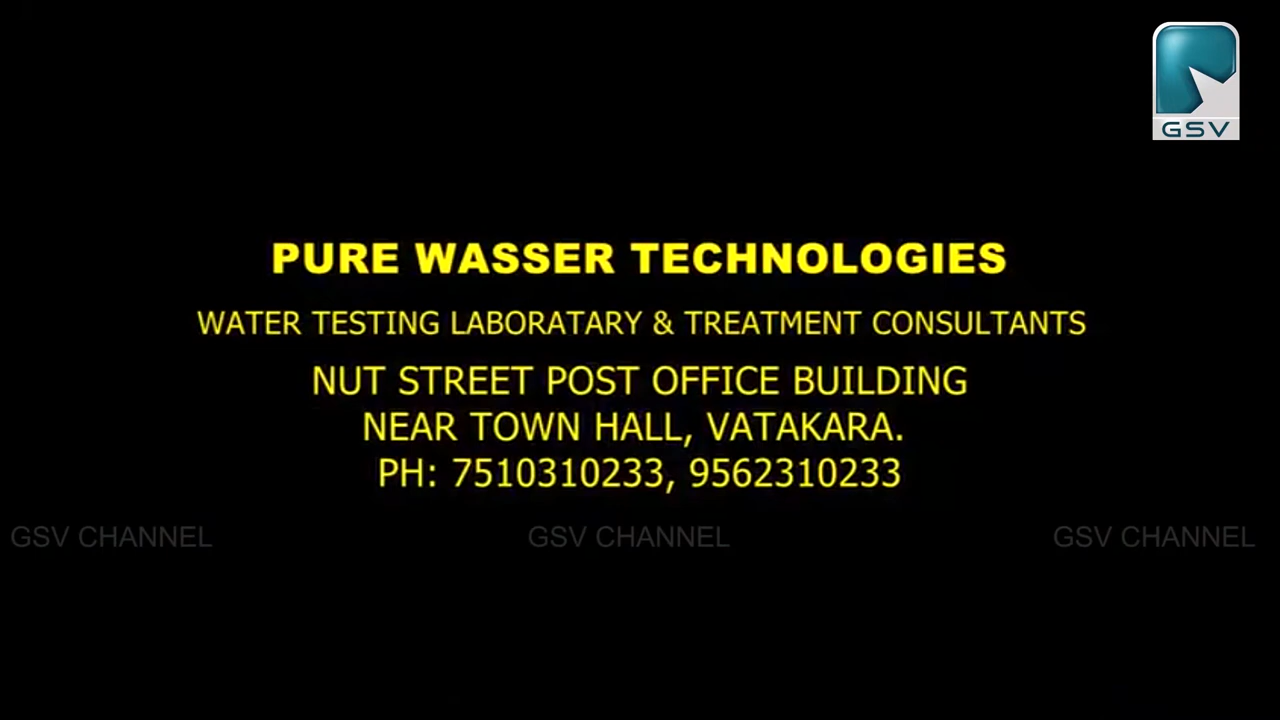 GSV
PURE WASSER TECHNOLOGIES
WATER TESTING LABORATARY & TREATMENT CONSULTANTS
NUT STREET POST OFFICE BUILDING
NEAR TOWN HALL, VATAKARA.
PH: 7510310233, 9562310233
GSV CHANNEL GSV CHANNEL GSV CHANNEL